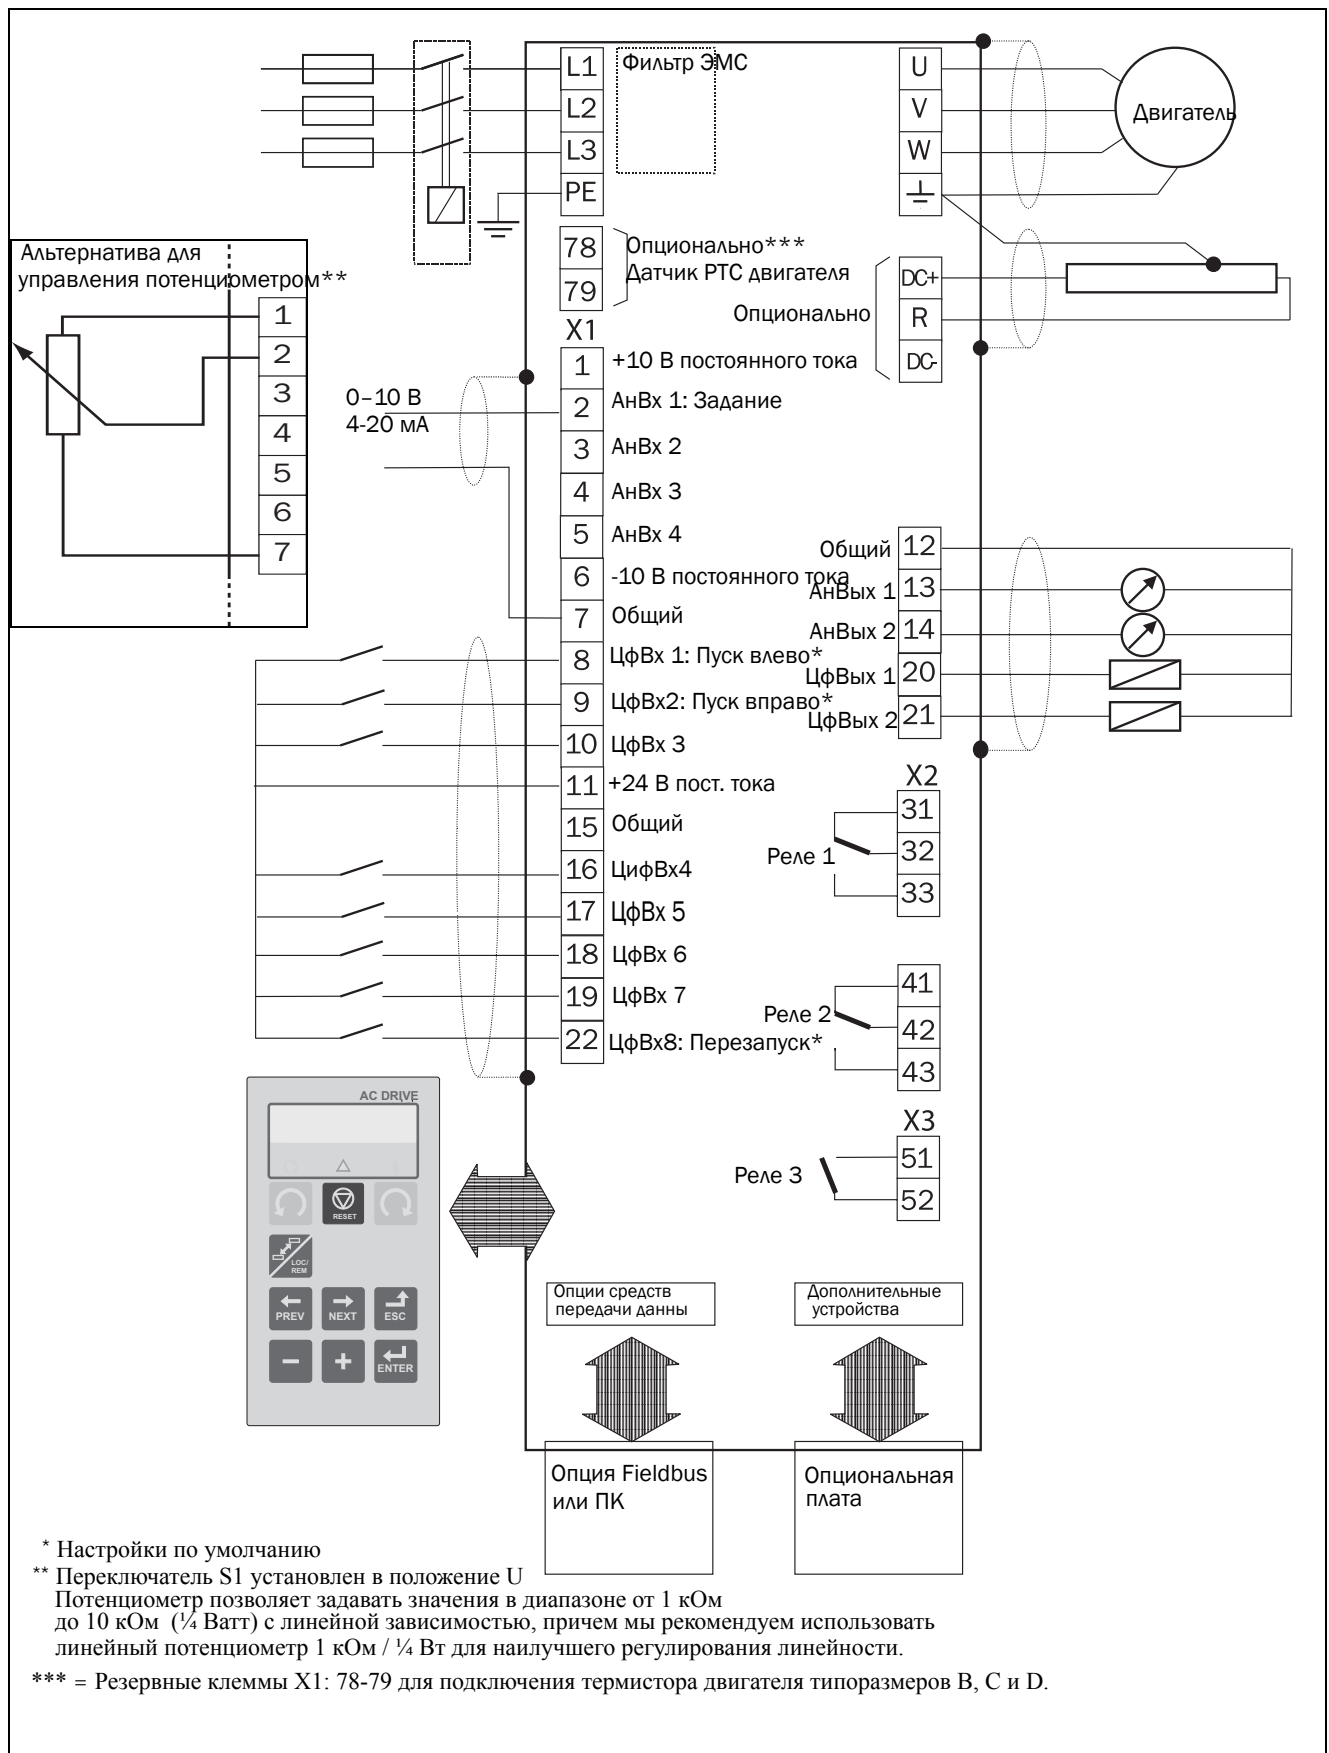 L1
L2
L3
PE
Фильтр ЭМС
U
V
W
Двигатель
78
79
Опционально***
Датчик PTC двигателя
Опционально
DC+
R
DC-
Альтернатива для
управления потенциометром**
1
2
3
4
5
6
7
0–10 В
4-20 мА
X1
1 +10 В постоянного тока
2 АнВх 1: Задание
3 АнВх 2
4 АнВх 3
5 АнВх 4
6 -10 В постоянного тока
7 Общий
8 ЦфВх 1: Пуск влево*
9 ЦфВх2: Пуск вправо*
10 ЦфВх 3
11 +24 В пост. тока
15 Общий
16 ЦифВх4
17 ЦфВх 5
18 ЦфВх 6
19 ЦфВх 7
22 ЦфВх8: Перезапуск*
Общий 12
АнВых 1 13
АнВых 2 14
ЦфВых 1 20
ЦфВых 2 21
X2
31
Реле 1 32
33
41
Реле 2 42
43
X3
51
Реле 3
52
AC DRIVE
RESET
LOC/
REM
PREV NEXT ESC
− + ENTER
Опции средств
передачи данны
Дополнительные
устройства
Опция Fieldbus
или ПК
Опциональная
плата
* Настройки по умолчанию
** Переключатель S1 установлен в положение U
Потенциометр позволяет задавать значения в диапазоне от 1 кОм
до 10 кОм (¼ Ватт) с линейной зависимостью, причем мы рекомендуем использовать
линейный потенциометр 1 кОм / ¼ Вт для наилучшего регулирования линейности.
*** = Резервные клеммы X1: 78-79 для подключения термистора двигателя типоразмеров B, C и D.